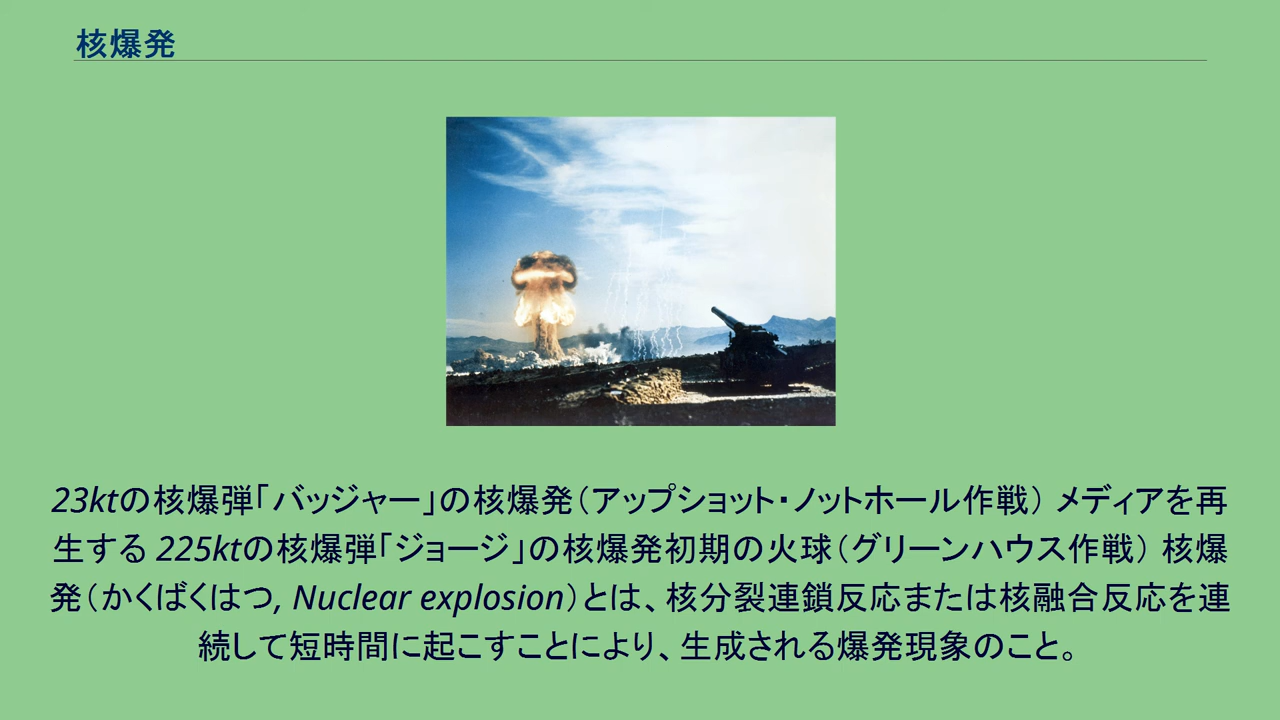 核爆発
23ktの核爆弾「バッジャー」の核爆発（アップショット・ノットホール作戦） メディアを再
生する 225ktの核爆弾「ジョージ」の核爆発初期の火球（グリーンハウス作戦） 核爆
発（かくばくはつ, Nuclear explosion）とは、核分裂連鎖反応または核融合反応を連
続して短時間に起こすことにより、生成される爆発現象のこと。